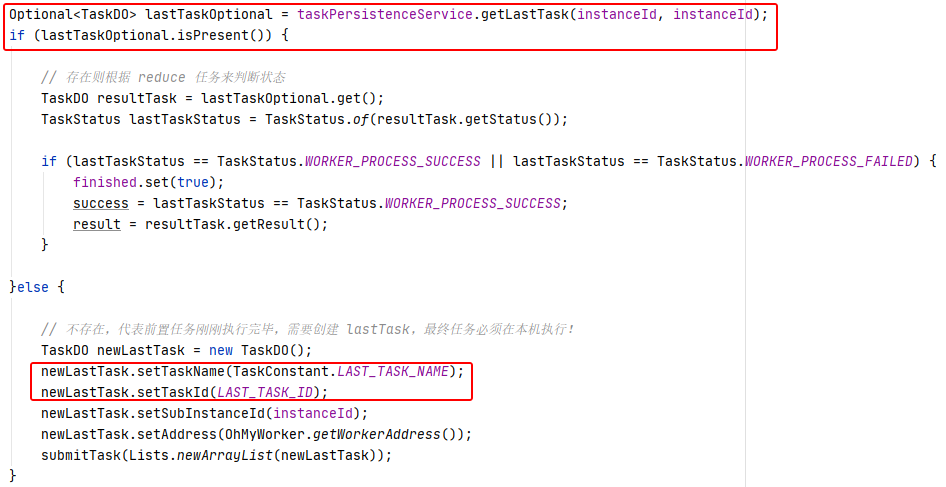 Optional<TaskDO> lastTaskOptional = taskPersistenceService.getLastTask(instanceId, instanceId);
if (lastTaskOptional.isPresent()) {
// 存在则根据 reduce 任务来判断状态
TaskDO resultTask = lastTaskOptional.get();
TaskStatus lastTaskStatus = TaskStatus.of(resultTask.getStatus());
if (lastTaskStatus == TaskStatus.WORKER_PROCESS_SUCCESS || lastTaskStatus == TaskStatus.WORKER_PROCESS_FAILED) {
finished.set(true);
success = lastTaskStatus == TaskStatus.WORKER_PROCESS_SUCCESS;
result = resultTask.getResult();
}
}else {
// 不存在，代表前置任务刚刚执行完毕，需要创建 lastTask，最终任务必须在本机执行！
TaskDO newLastTask = new TaskDO();
newLastTask.setTaskName(TaskConstant.LAST_TASK_NAME);
newLastTask.setTaskId(LAST_TASK_ID);
newLastTask.setSubInstanceId(instanceId);
newLastTask.setAddress(OhMyWorker.getWorkerAddress());
submitTask(Lists.newArrayList(newLastTask));
}